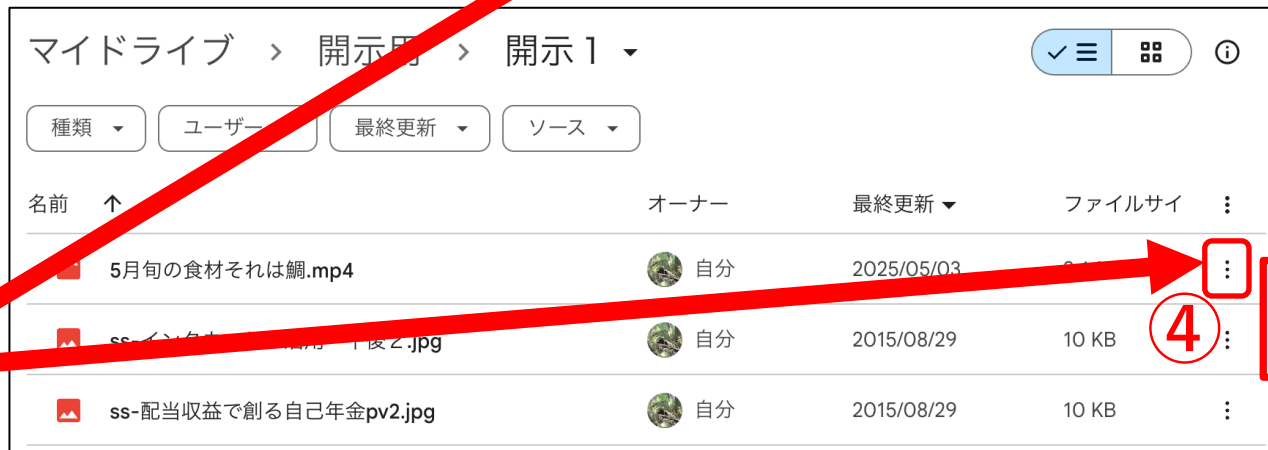 マイドライブ > 開示用 > 開示1
種類 ユーザー 最終更新 ソース
名前 オーナー 最終更新 ファイルサイ
5月旬の食材それは鯛.mp4 自分 2025/05/03
④
.jpg 自分 2015/08/29 10 KB
ss-配当収益で創る自己年金pv2.jpg 自分 2015/08/29 10 KB